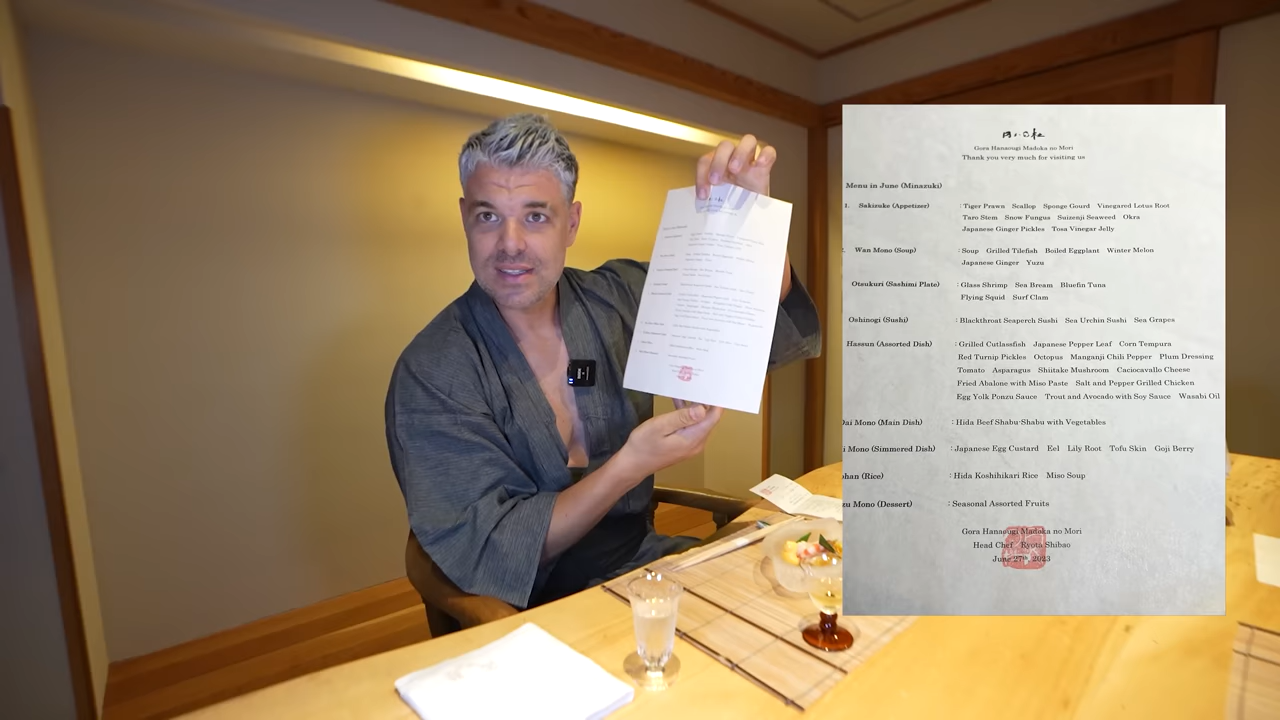 Gora Hanaougi Madoka no Mori
Thank you very much for visiting us
Menu in June (Minazuki)
1. Sakizuke (Appetizer) : Tiger Prawn Scallop Sponge Gourd Vinegared Lotus Root
Taro Stem Snow Fungus Suizenji Seaweed Okra
Japanese Ginger Pickles Tosa Vinegar Jelly
Wan Mono (Soup) : Soup Grilled Tilefish Boiled Eggplant Winter Melon
Japanese Ginger Yuzu
Otsukuri (Sashimi Plate) : Glass Shrimp Sea Bream Bluefin Tuna
Flying Squid Surf Clam
Oshinogi (Sushi) : Blackthroat Seaperch Sushi Sea Urchin Sushi Sea Grapes
Hassun (Assorted Dish) : Grilled Cutlassfish Japanese Pepper Leaf Corn Tempura
Red Turnip Pickles Octopus Manganji Chili Pepper Plum Dressing
Tomato Asparagus Shiitake Mushroom Caciocavallo Cheese
Fried Abalone with Miso Paste Salt and Pepper Grilled Chicken
Egg Yolk Ponzu Sauce Trout and Avocado with Soy Sauce Wasabi Oil
Dai Mono (Main Dish) : Hida Beef Shabu-Shabu with Vegetables
i Mono (Simmered Dish) : Japanese Egg Custard Eel Lily Root Tofu Skin Goji Berry
ohan (Rice) : Hida Koshihikari Rice Miso Soup
zu Mono (Dessert) : Seasonal Assorted Fruits
Gora Hanaougi Madoka no Mori
Head Chef Ryota Shibao
June 27th, 2023